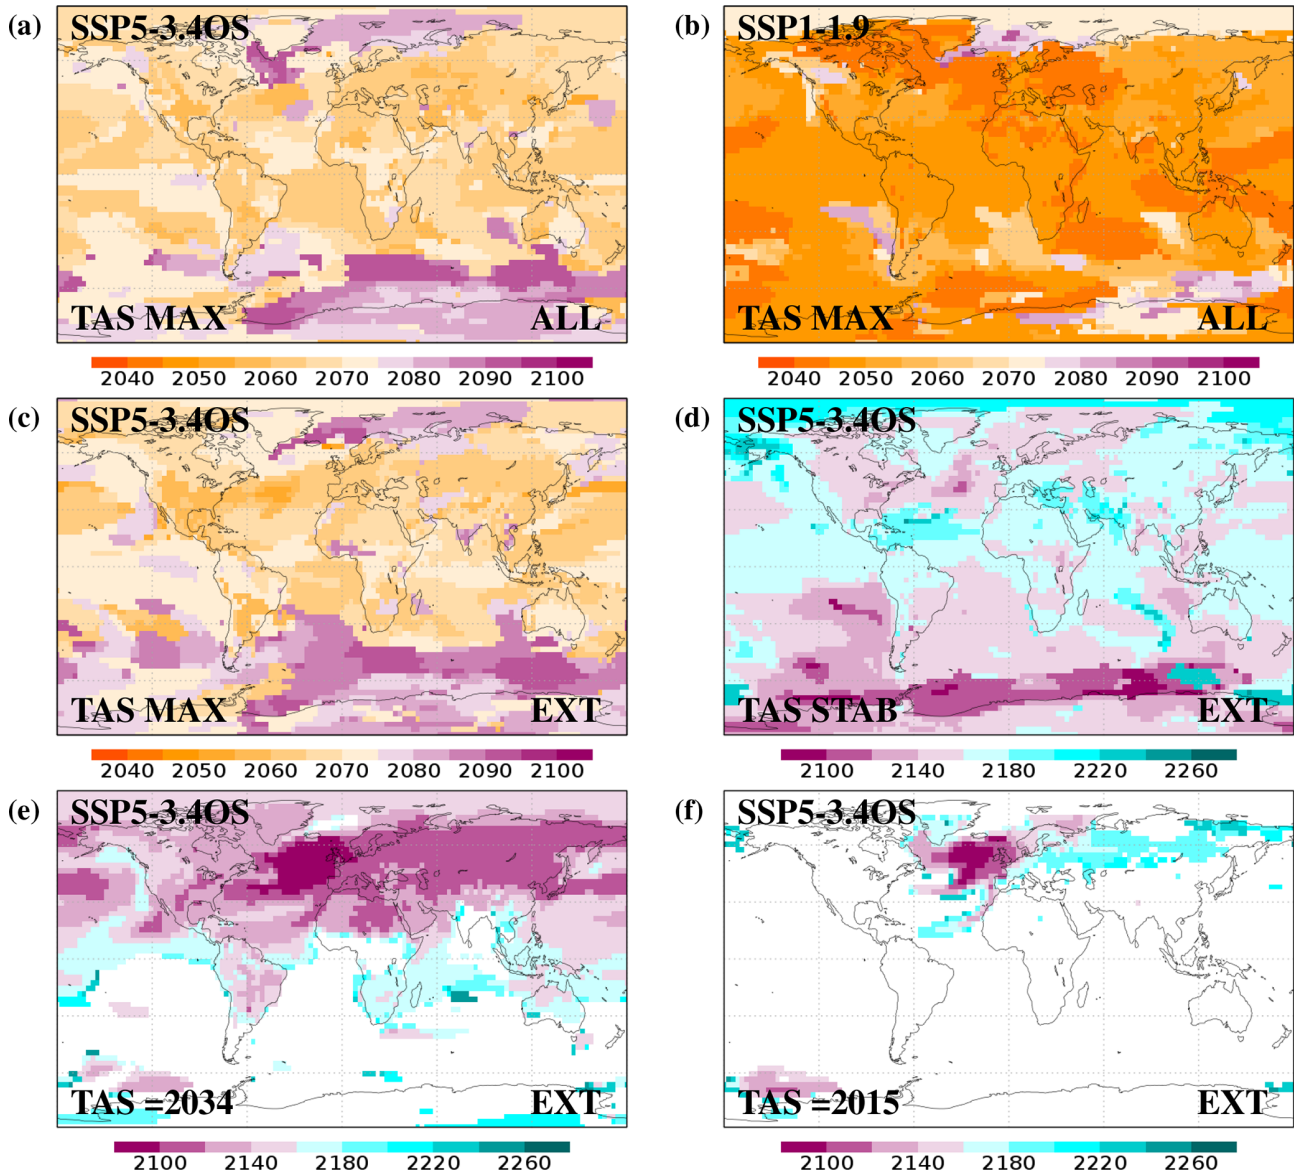 (a) SSP5-3.4OS
TAS MAX ALL
2040 2050 2060 2070 2080 2090 2100
(b) SSP1-1.9
TAS MAX ALL
2040 2050 2060 2070 2080 2090 2100
(c) SSP5-3.4OS
TAS MAX EXT
2040 2050 2060 2070 2080 2090 2100
(d) SSP5-3.4OS
TAS STAB EXT
2100 2140 2180 2220 2260
(e) SSP5-3.4OS
TAS =2034 EXT
2100 2140 2180 2220 2260
(f) SSP5-3.4OS
TAS =2015 EXT
2100 2140 2180 2220 2260